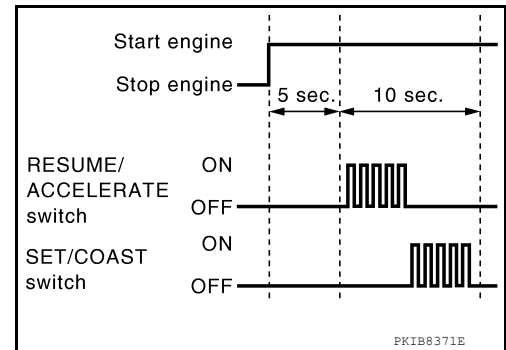 Start engine
Stop engine
5 sec.
10 sec.
RESUME/
ACCELERATE
switch
ON
OFF
SET/COAST
switch
ON
OFF
PKIB8371E